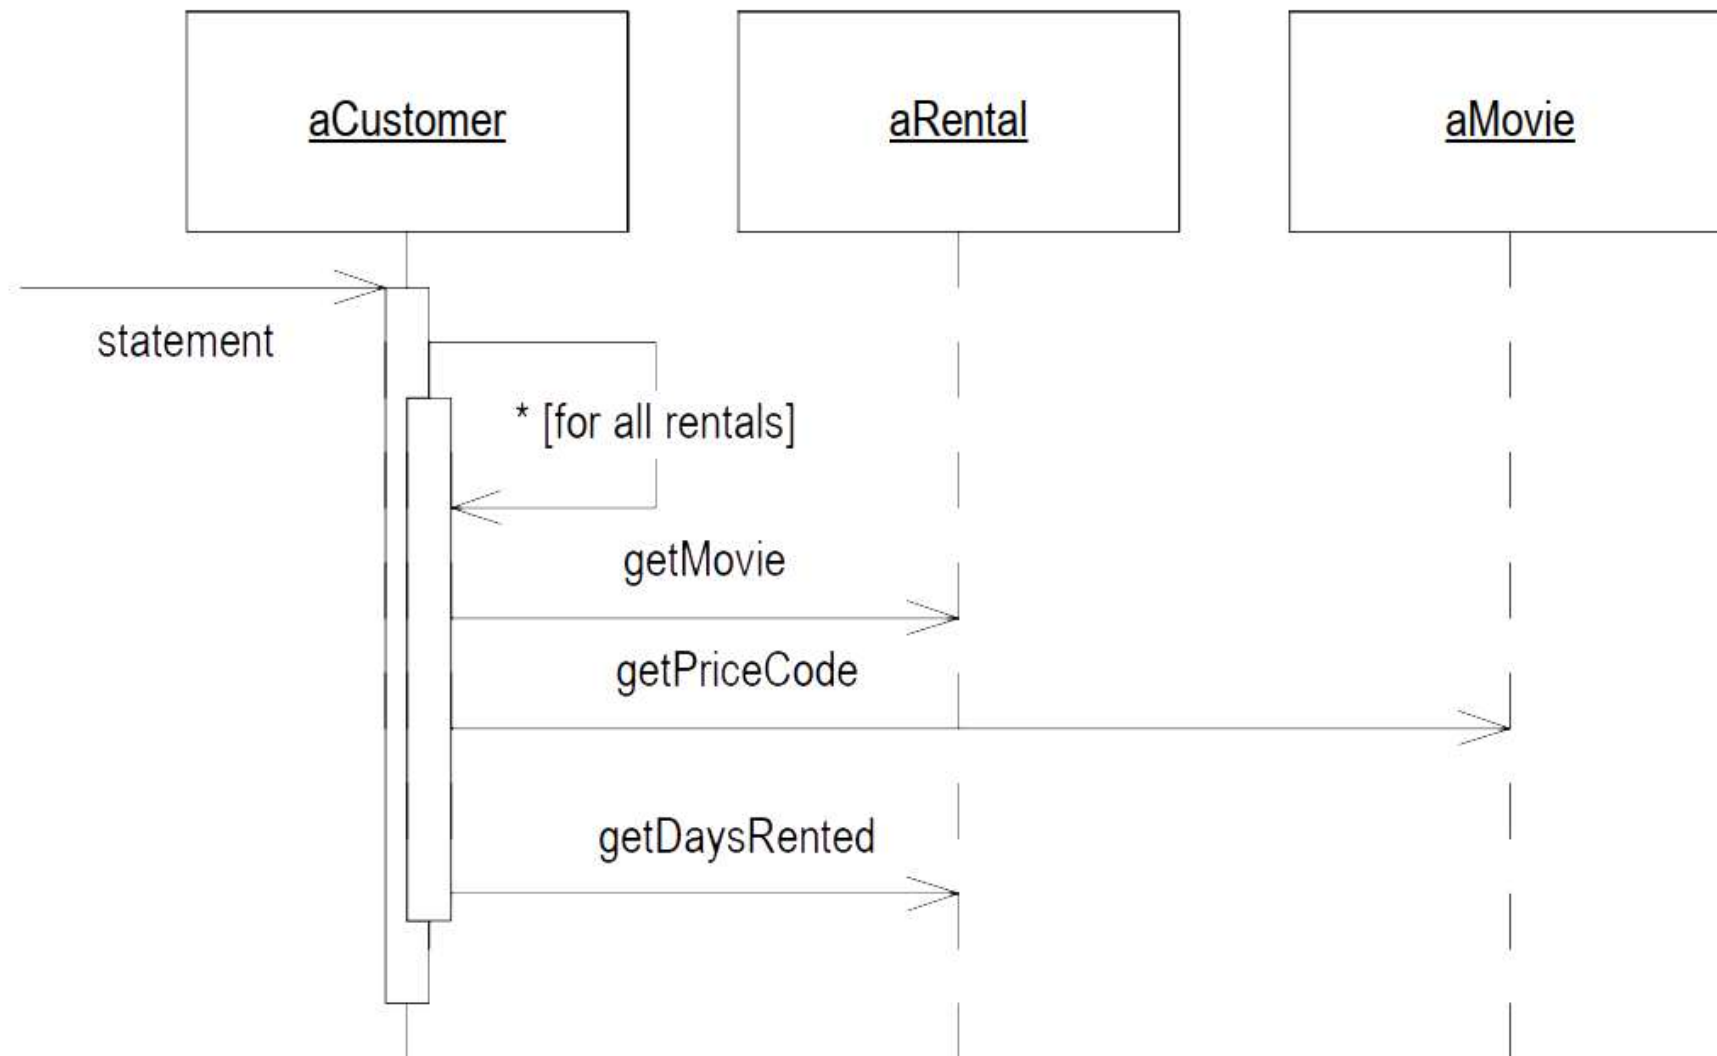 aCustomer
aRental
aMovie
statement
* [for all rentals]
getMovie
getPriceCode
getDaysRented